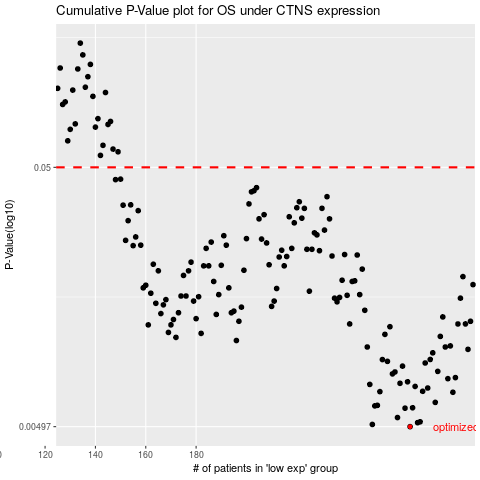 Cumulative P-Value plot for OS under CTNS expression
P-Value(log10)
0.05
0.00497
optimized
0 120 140 160 180
# of patients in 'low exp' group